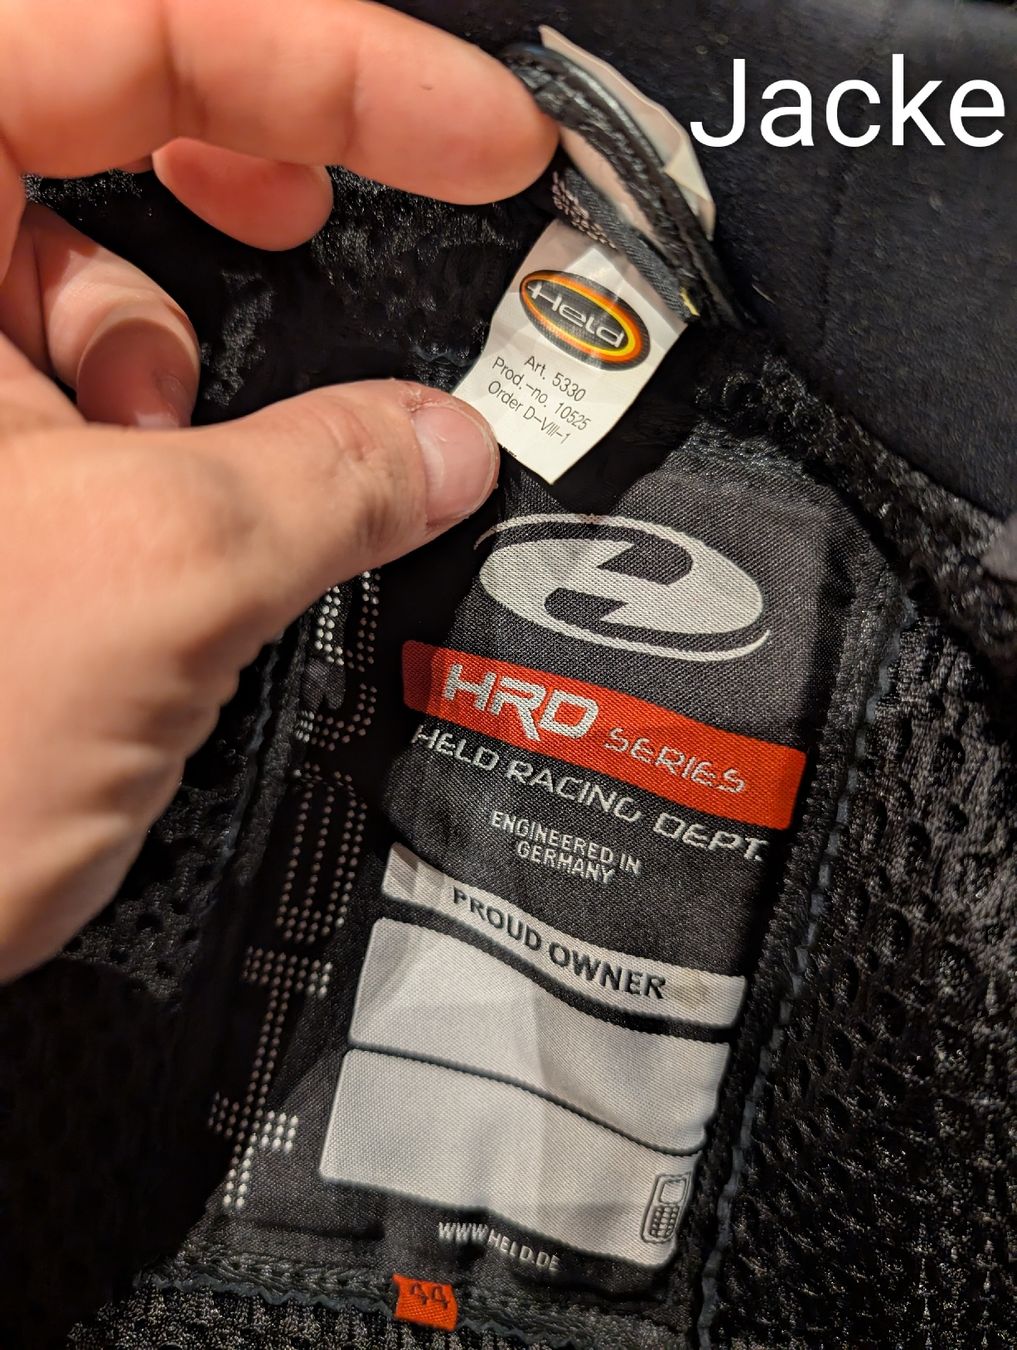 Jacke
Held
Art. 5330
Prod.-no. 10525
Order D-VIII-1
HRD SERIES
HELD RACING DEPT.
ENGINEERED IN
GERMANY
PROUD OWNER
WWW.HELD.DE
44